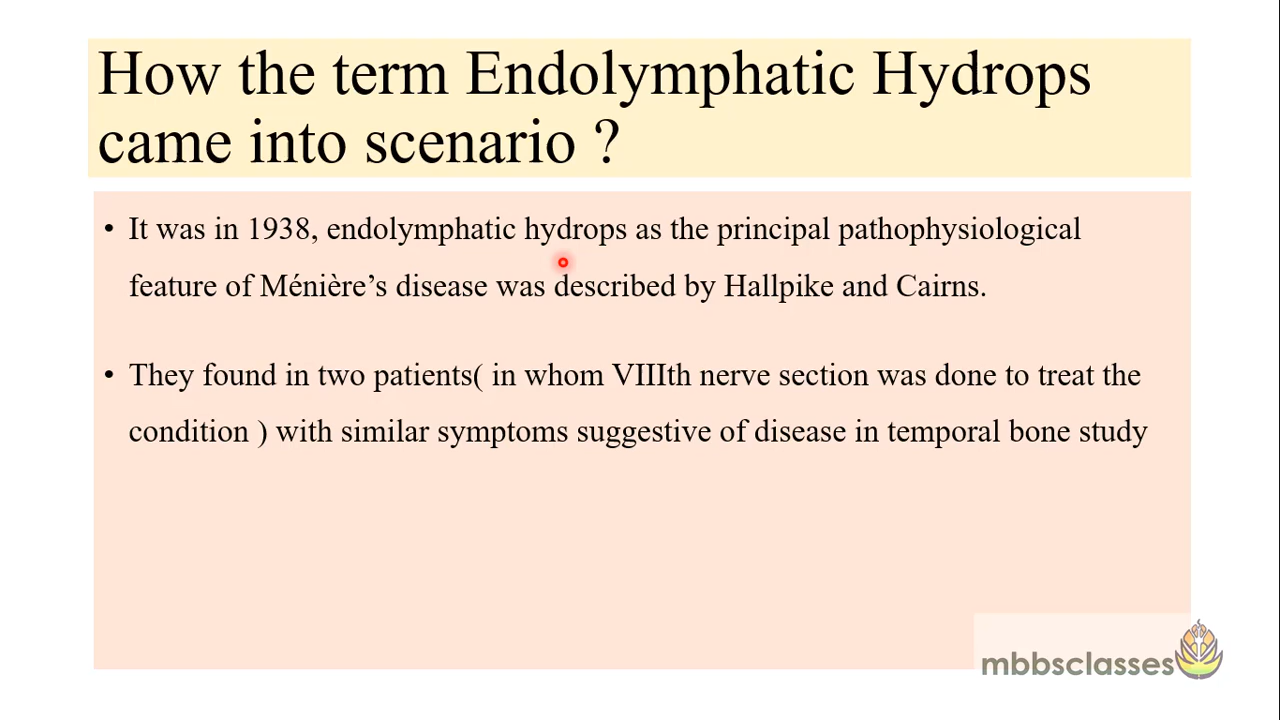 How the term Endolymphatic Hydrops
came into scenario ?
• It was in 1938, endolymphatic hydrops as the principal pathophysiological
feature of Ménière’s disease was described by Hallpike and Cairns.
• They found in two patients( in whom VIIIth nerve section was done to treat the
condition ) with similar symptoms suggestive of disease in temporal bone study
mbbsclasses